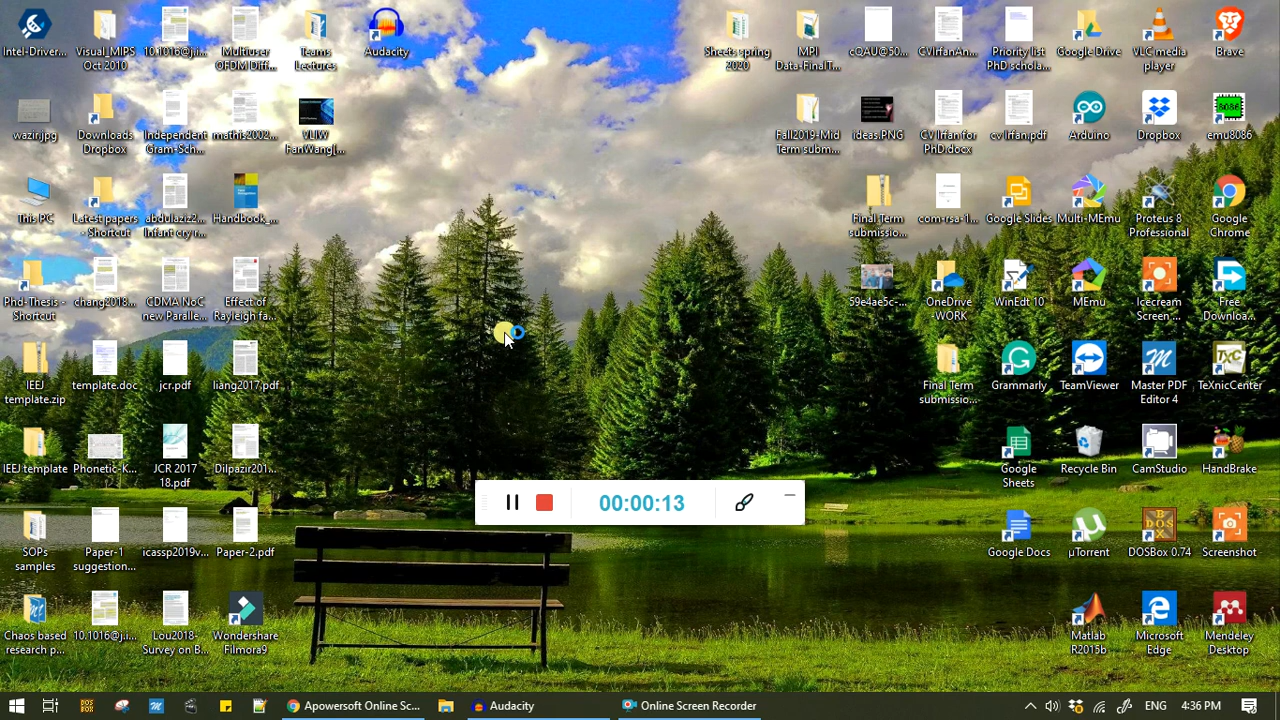 Intel-Driver...
Visual_MIPS
Oct 2010
10.1016@j.ji...
Multiuser
OFDM Diff...
Teams
Lectures
Audacity
Sheets spring
2020
MPI
Data-FinalT...
cQAU@50...
CVIrfanAn...
Priority list
PhD schola...
Google Drive
VLC media
player
Brave
wazir.jpg
Downloads
Dropbox
Independent
Gram-Sch...
mathis2002...
VLIW
FanWang[...
Fall2019-Mid
Term subm...
ideas.PNG
CV Irfan for
PhD.docx
cv Irfan.pdf
Arduino
Dropbox
emu8086
This PC
Latest papers
- Shortcut
abdulaziz2...
Infant cry r...
Handbook_...
Final Term
submissio...
com-rsa-1...
Google Slides
Multi-MEmu
Proteus 8
Professional
Google
Chrome
Phd-Thesis -
Shortcut
chang2018...
CDMA NoC
new Paralle...
Effect of
Rayleigh fa...
59e4ae5c-...
OneDrive
-WORK
WinEdt 10
MEmu
Icecream
Screen ...
Free
Downloa...
IEEJ
template.zip
template.doc
jcr.pdf
liang2017.pdf
Final Term
submissio...
Grammarly
TeamViewer
Master PDF
Editor 4
TeXnicCenter
IEEJ template
Phonetic-K...
JCR 2017
18.pdf
Dilpazir201...
00:00:13
Google
Sheets
Recycle Bin
CamStudio
HandBrake
SOPs
samples
Paper-1
suggestion...
icassp2019v...
Paper-2.pdf
Google Docs
µTorrent
DOSBox 0.74
Screenshot
Chaos based
research p...
10.1016@j.i...
Lou2018-
Survey on B...
Wondershare
Filmora9
Matlab
R2015b
Microsoft
Edge
Mendeley
Desktop
Apowersoft Online Sc...
Audacity
Online Screen Recorder
4:36 PM